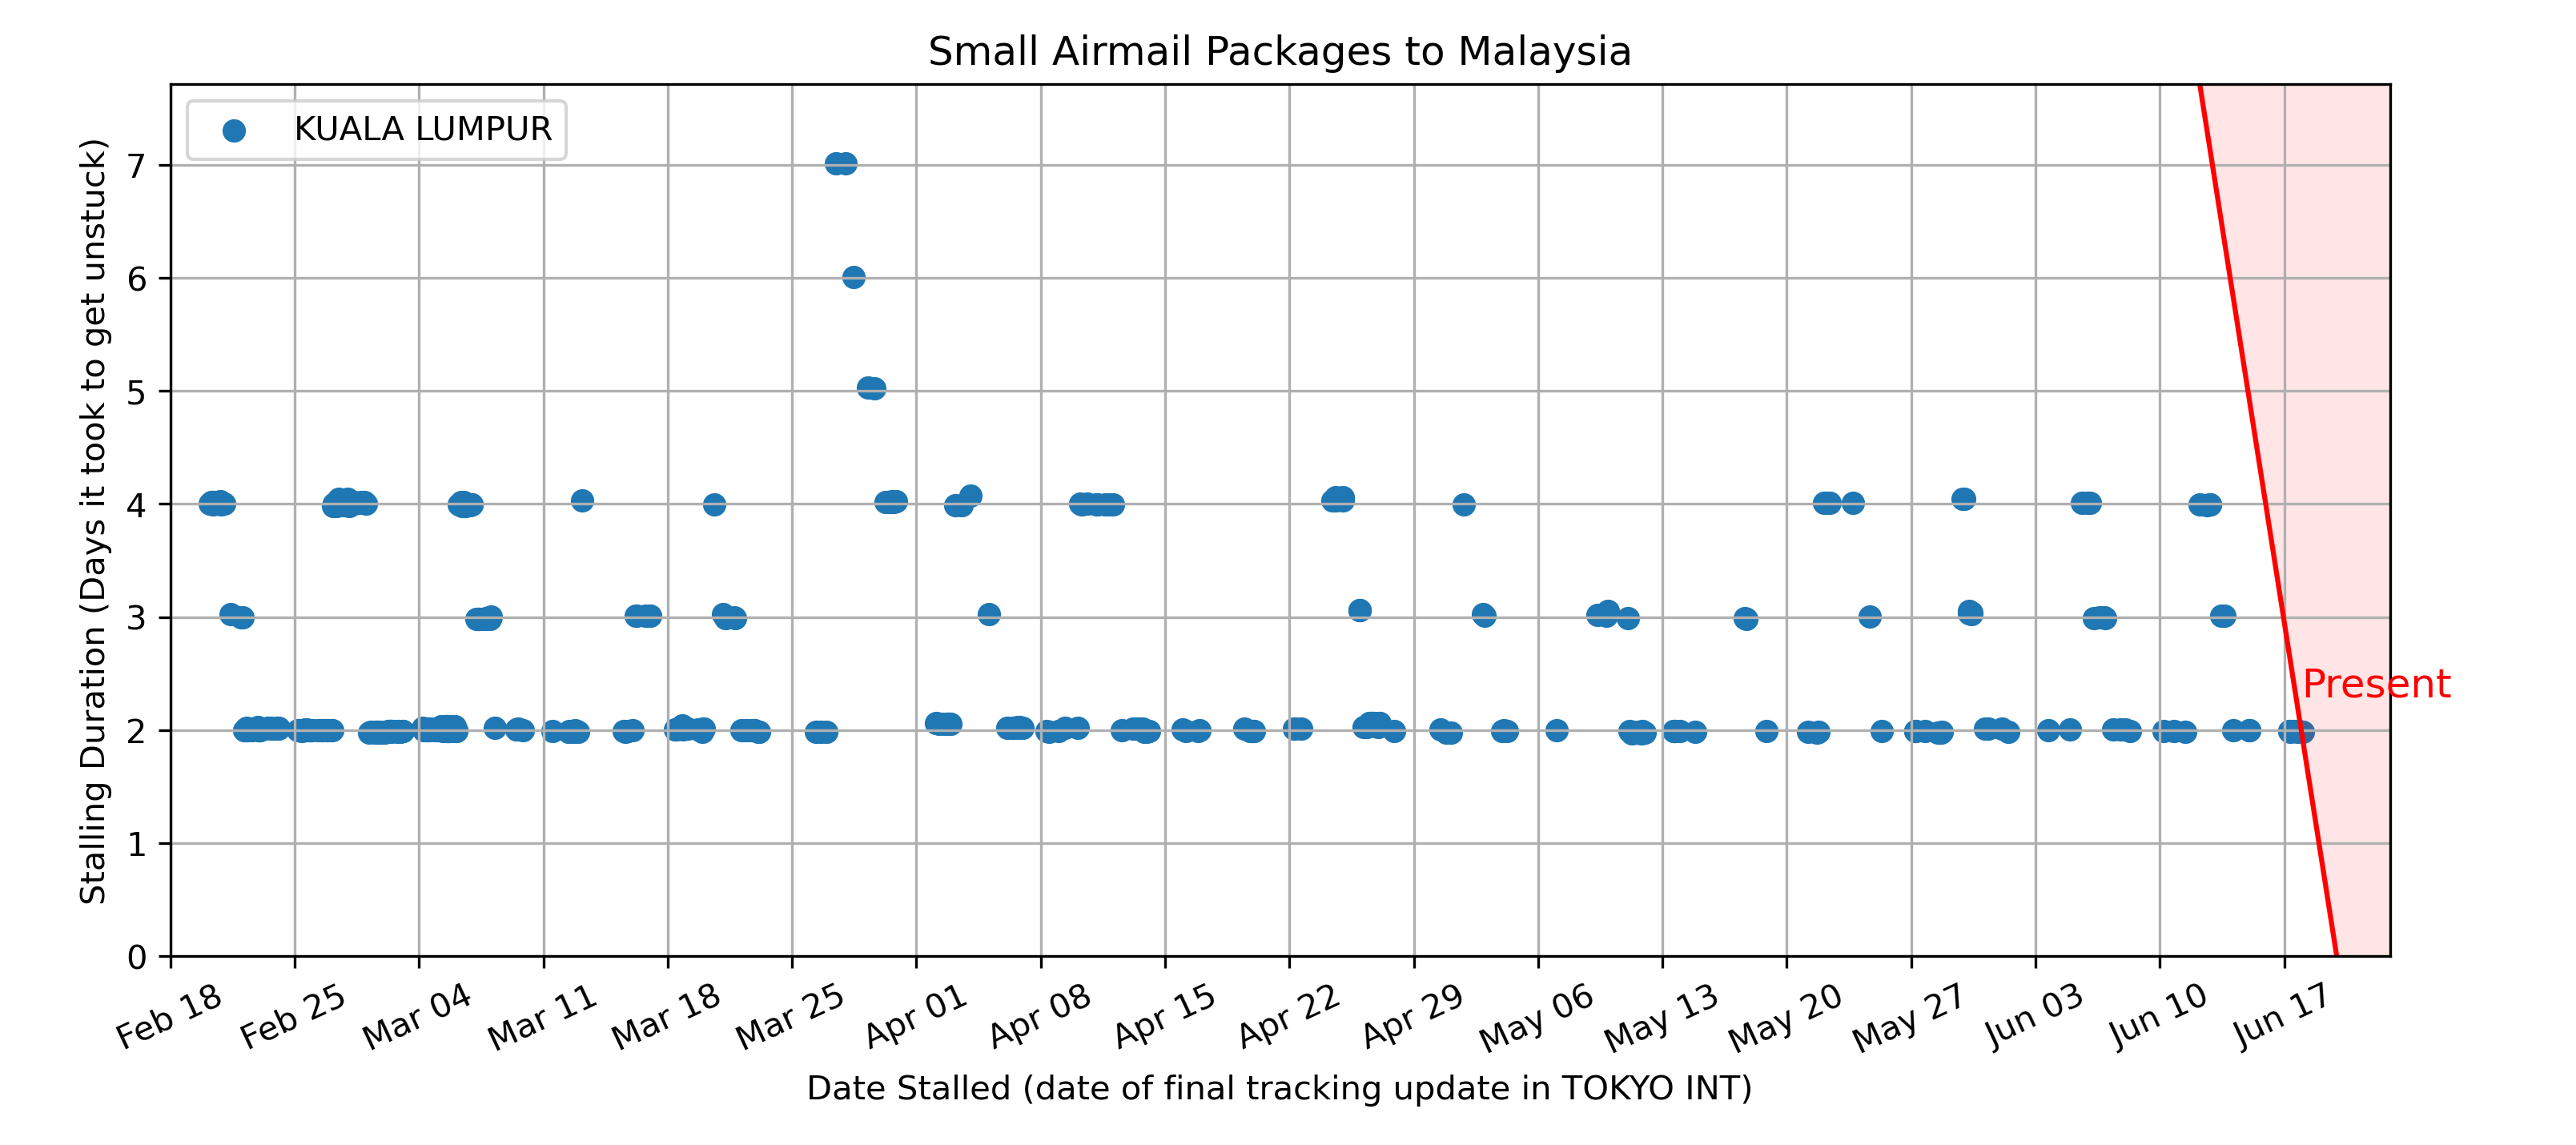 Small Airmail Packages to Malaysia
KUALA LUMPUR
Stalling Duration (Days it took to get unstuck)
7
6
5
4
3
2
1
0
Present
Feb 18
Feb 25
Mar 04
Mar 11
Mar 18
Mar 25
Apr 01
Apr 08
Apr 15
Apr 22
Apr 29
May 06
May 13
May 20
May 27
Jun 03
Jun 10
Jun 17
Date Stalled (date of final tracking update in TOKYO INT)